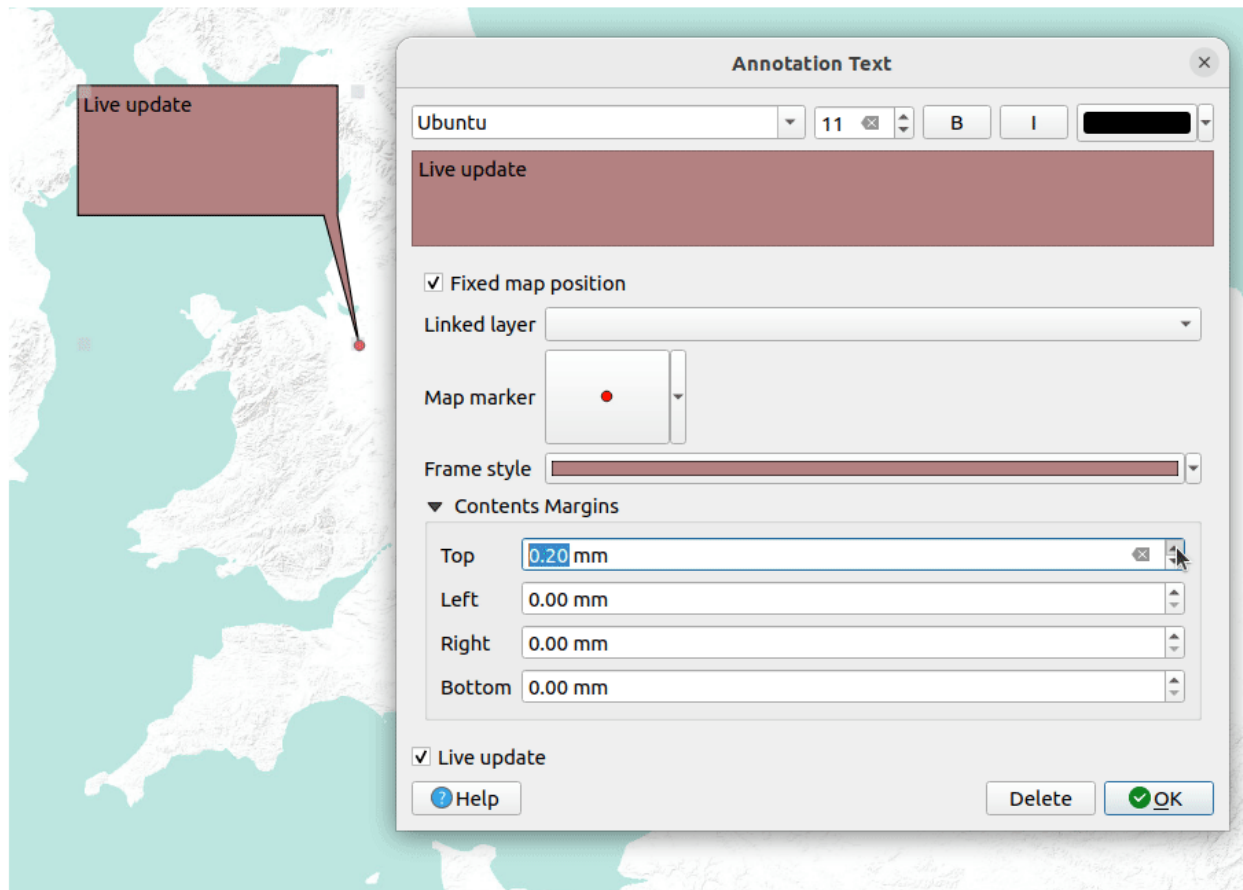 Live update
Annotation Text
Ubuntu
11
B
I
Live update
Fixed map position
Linked layer
Map marker
Frame style
Contents Margins
Top 0.20 mm
Left 0.00 mm
Right 0.00 mm
Bottom 0.00 mm
Live update
Help
Delete
OK